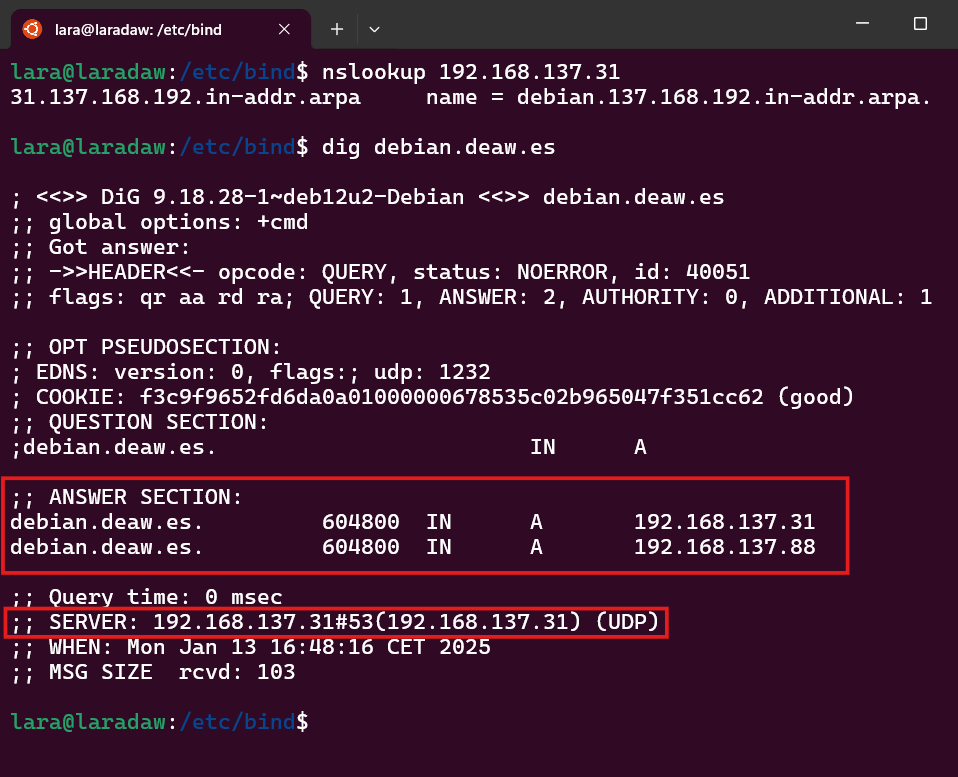 lara@laradaw: /etc/bind
lara@laradaw:/etc/bind$ nslookup 192.168.137.31
31.137.168.192.in-addr.arpa     name = debian.137.168.192.in-addr.arpa.
lara@laradaw:/etc/bind$ dig debian.deaw.es
; <<>> DiG 9.18.28-1~deb12u2-Debian <<>> debian.deaw.es
;; global options: +cmd
;; Got answer:
;; ->>HEADER<<- opcode: QUERY, status: NOERROR, id: 40051
;; flags: qr aa rd ra; QUERY: 1, ANSWER: 2, AUTHORITY: 0, ADDITIONAL: 1
;; OPT PSEUDOSECTION:
; EDNS: version: 0, flags:; udp: 1232
; COOKIE: f3c9f9652fd6da0a01000000678535c02b965047f351cc62 (good)
;; QUESTION SECTION:
;debian.deaw.es.                        IN      A
;; ANSWER SECTION:
debian.deaw.es.         604800  IN      A       192.168.137.31
debian.deaw.es.         604800  IN      A       192.168.137.88
;; Query time: 0 msec
;; SERVER: 192.168.137.31#53(192.168.137.31) (UDP)
;; WHEN: Mon Jan 13 16:48:16 CET 2025
;; MSG SIZE  rcvd: 103
lara@laradaw:/etc/bind$